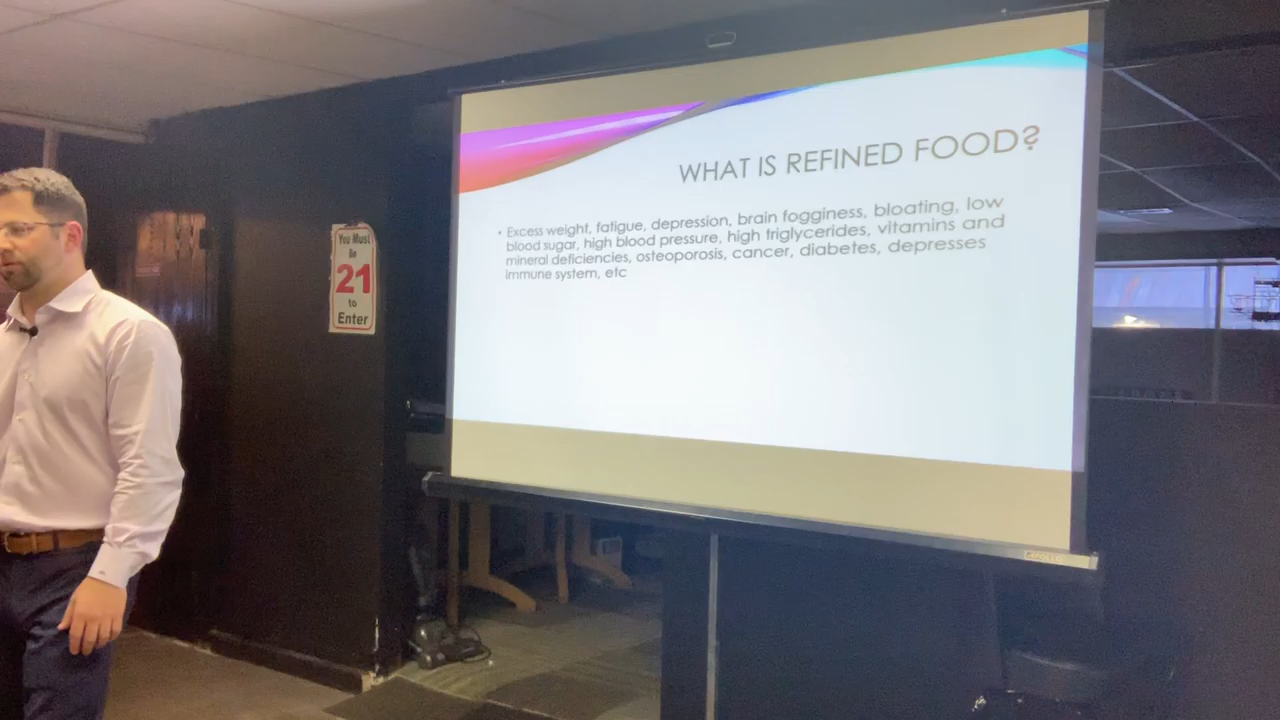 WHAT IS REFINED FOOD?
• Excess weight, fatigue, depression, brain fogginess, bloating, low
blood sugar, high blood pressure, high triglycerides, vitamins and
mineral deficiencies, osteoporosis, cancer, diabetes, depresses
immune system, etc
You Must
Be
21
to
Enter